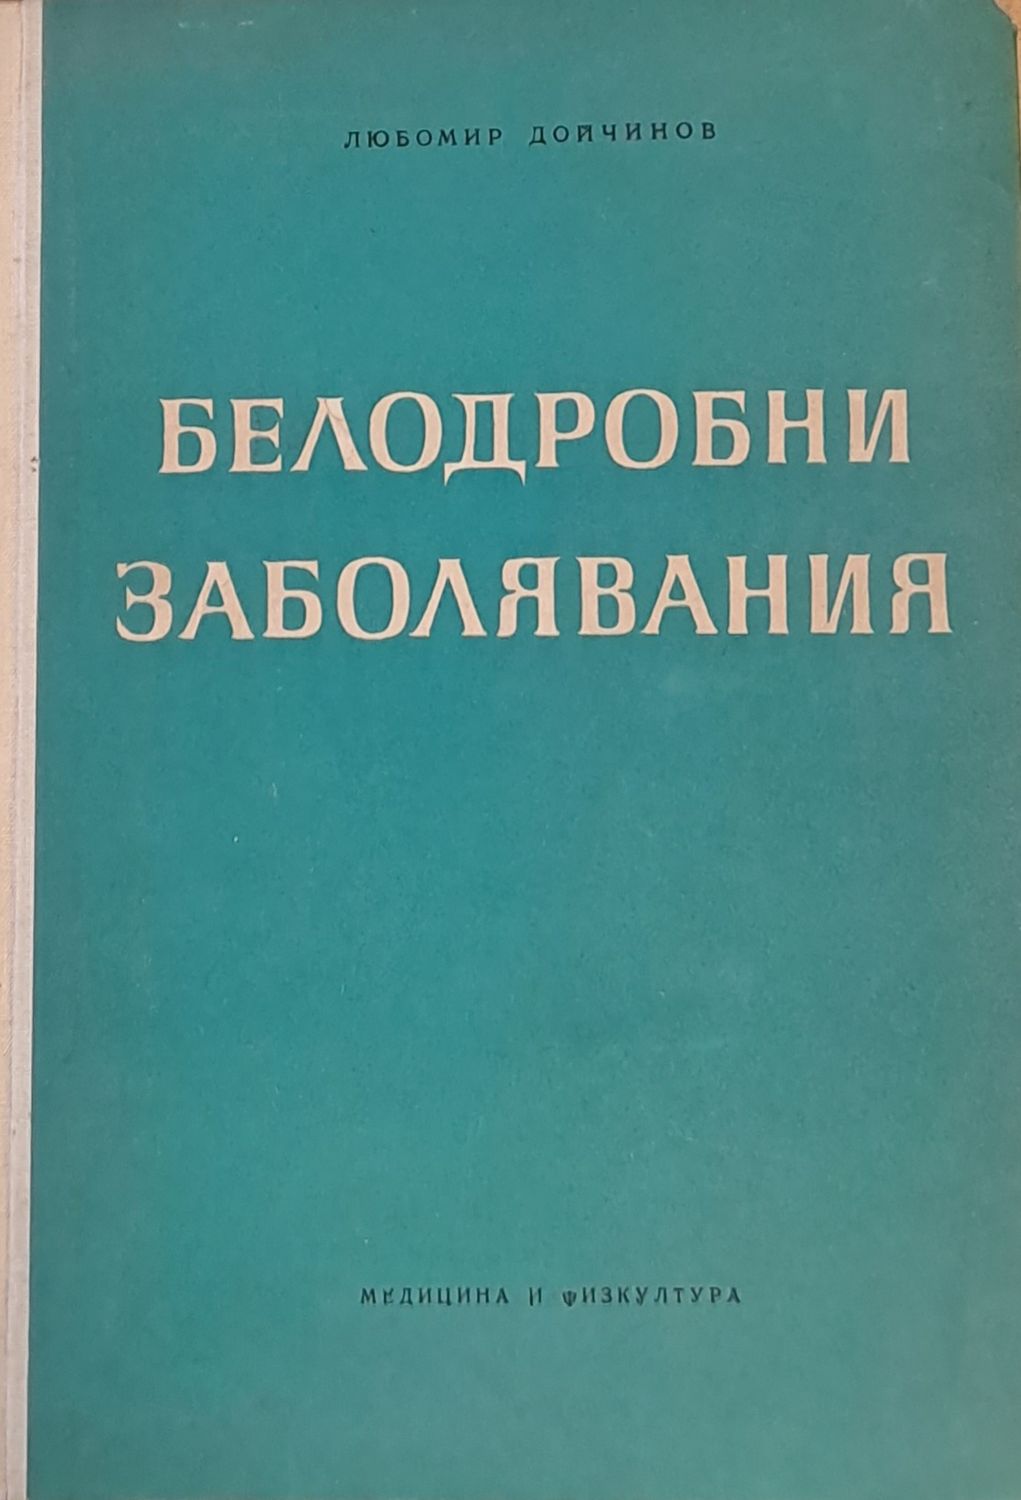 ЛЮБОМИР ДОЙЧИНОВ
БЕЛОДРОБНИ
ЗАБОЛЯВАНИЯ
МЕДИЦИНА И ФИЗКУЛТУРА